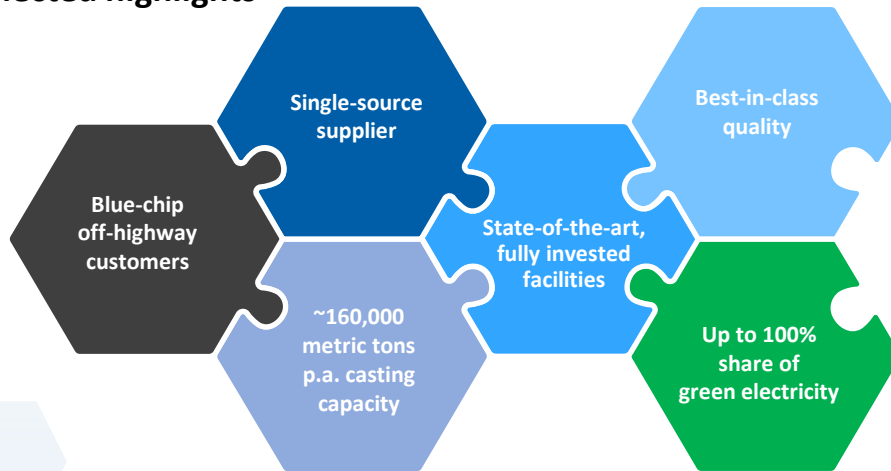 Single-source
supplier
Best-in-class
quality
Blue-chip
off-highway
customers
State-of-the-art,
fully invested
facilities
~160,000
metric tons
p.a. casting
capacity
Up to 100%
share of
green electricity